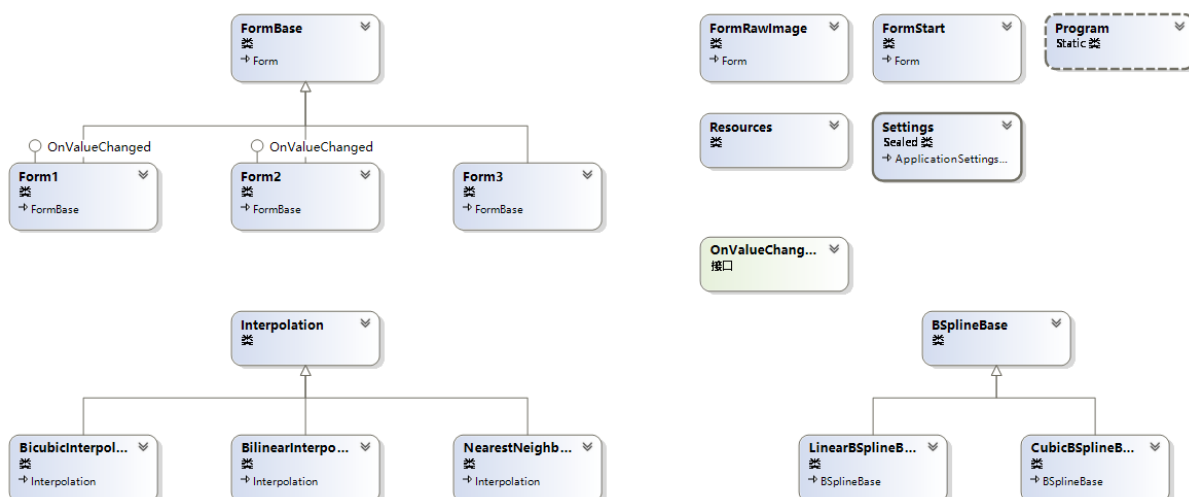 FormBase
类
Form
FormRawImage
类
Form
FormStart
类
Form
Program
Static 类
Resources
类
Settings
Sealed 类
ApplicationSettings...
OnValueChanged
OnValueChanged
Form1
类
FormBase
Form2
类
FormBase
Form3
类
FormBase
OnValueChang...
接口
Interpolation
类
BSplineBase
类
BicubicInterpol...
类
Interpolation
BilinearInterpo...
类
Interpolation
NearestNeighb...
类
Interpolation
LinearBSplineB...
类
BSplineBase
CubicBSplineB...
类
BSplineBase